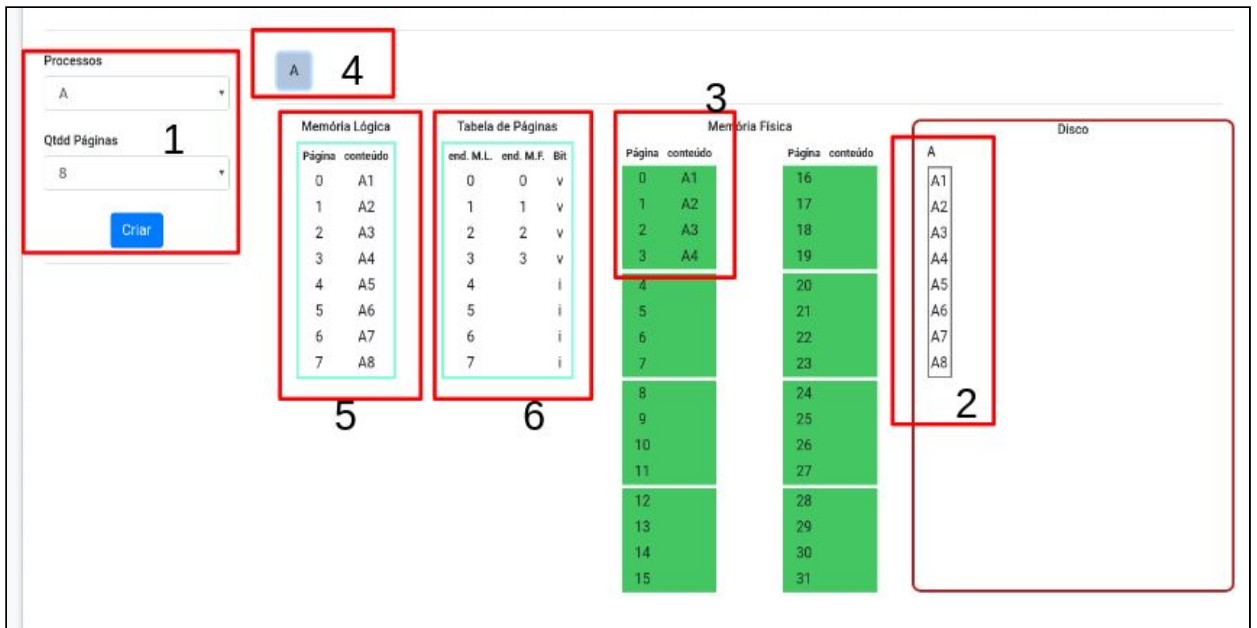 Processos
A
Qtdd Páginas
1
8
Criar
A
4
Memória Lógica
Página conteúdo
0 A1
1 A2
2 A3
3 A4
4 A5
5 A6
6 A7
7 A8
5
Tabela de Páginas
end. M.L. end. M.F. Bit
0 0 v
1 1 v
2 2 v
3 3 v
4 i
5 i
6 i
7 i
6
3
Memória Física
Página conteúdo
0 A1
1 A2
2 A3
3 A4
4
5
6
7
8
9
10
11
12
13
14
15
Página conteúdo
16
17
18
19
20
21
22
23
24
25
26
27
28
29
30
31
Disco
A
A1
A2
A3
A4
A5
A6
A7
A8
2